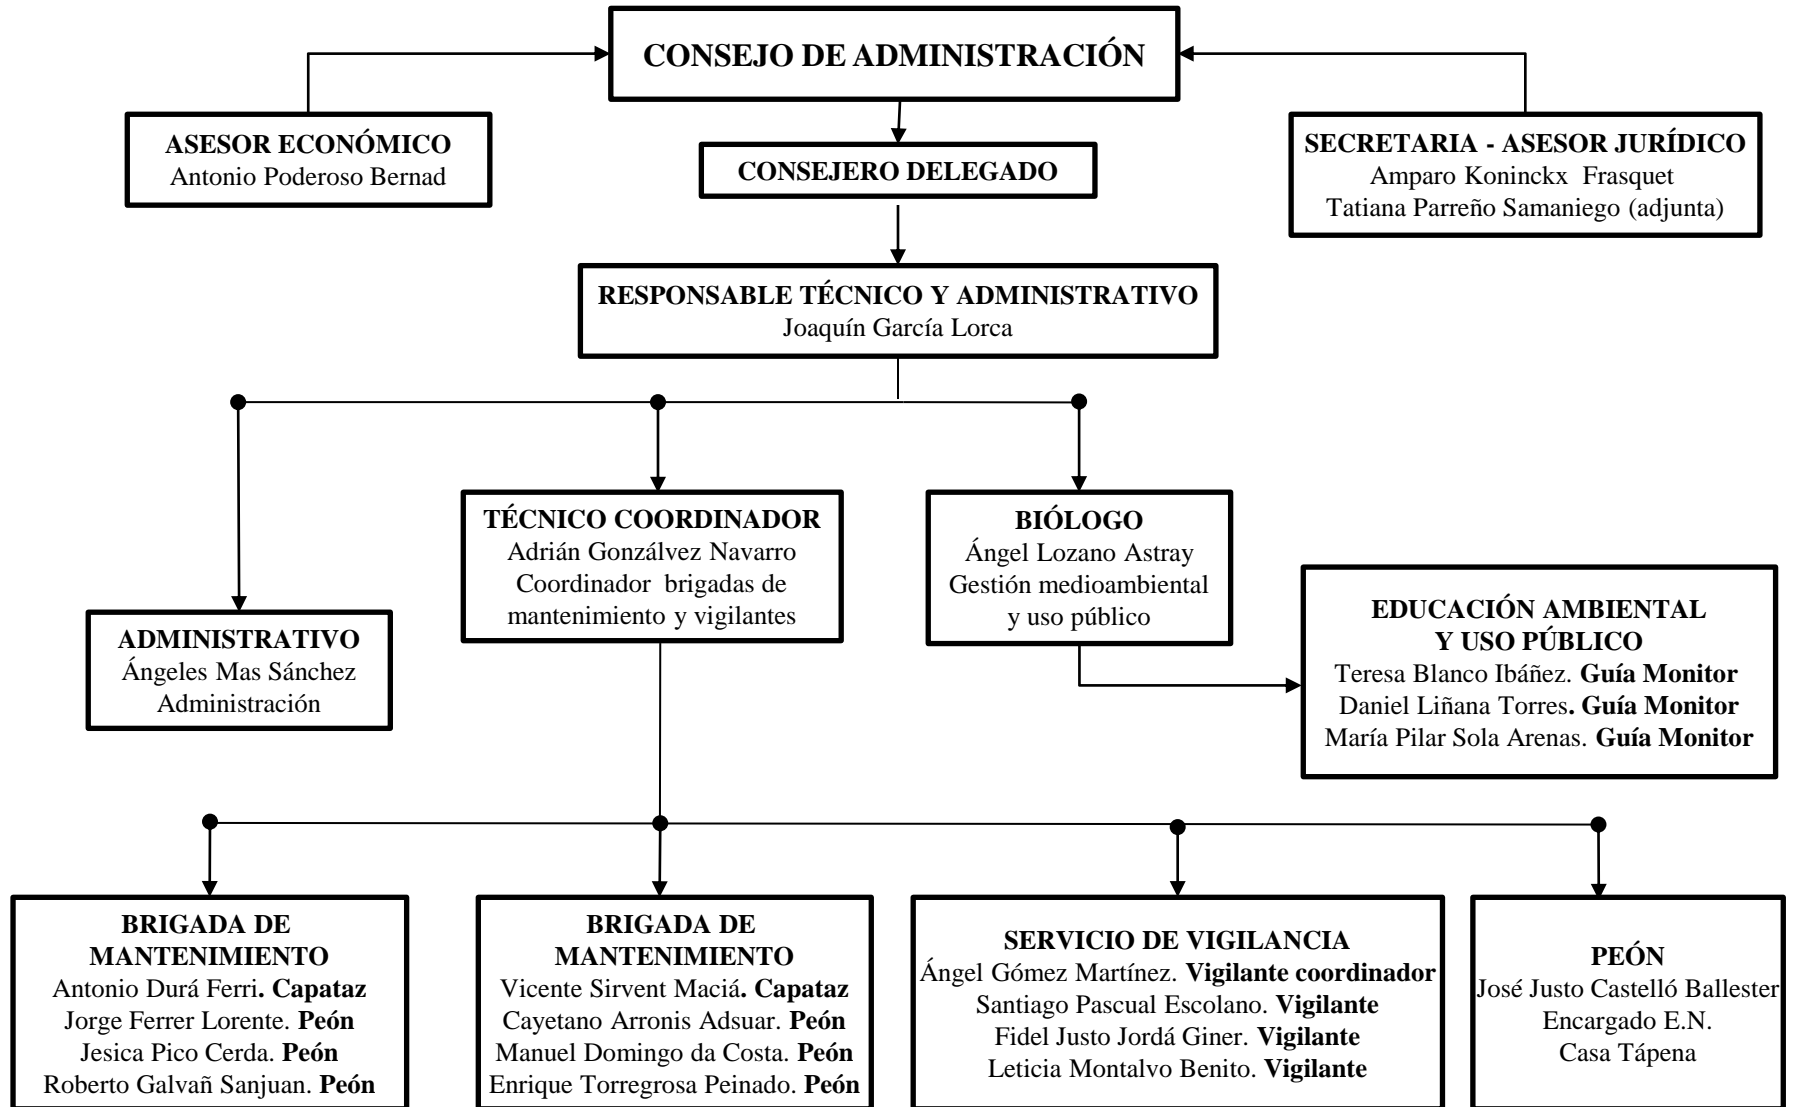 CONSEJO DE ADMINISTRACIÓN
ASESOR ECONÓMICO
Antonio Poderoso Bernad
CONSEJERO DELEGADO
SECRETARIA - ASESOR JURÍDICO
Amparo Koninckx Frasquet
Tatiana Parreño Samaniego (adjunta)
RESPONSABLE TÉCNICO Y ADMINISTRATIVO
Joaquín García Lorca
ADMINISTRATIVO
Ángeles Mas Sánchez
Administración
TÉCNICO COORDINADOR
Adrián Gonzálvez Navarro
Coordinador brigadas de
mantenimiento y vigilantes
BIÓLOGO
Ángel Lozano Astray
Gestión medioambiental
y uso público
EDUCACIÓN AMBIENTAL
Y USO PÚBLICO
Teresa Blanco Ibáñez. Guía Monitor
Daniel Liñana Torres. Guía Monitor
María Pilar Sola Arenas. Guía Monitor
BRIGADA DE
MANTENIMIENTO
Antonio Durá Ferri. Capataz
Jorge Ferrer Lorente. Peón
Jesica Pico Cerda. Peón
Roberto Galvañ Sanjuan. Peón
BRIGADA DE
MANTENIMIENTO
Vicente Sirvent Maciá. Capataz
Cayetano Arronis Adsuar. Peón
Manuel Domingo da Costa. Peón
Enrique Torregrosa Peinado. Peón
SERVICIO DE VIGILANCIA
Ángel Gómez Martínez. Vigilante coordinador
Santiago Pascual Escolano. Vigilante
Fidel Justo Jordá Giner. Vigilante
Leticia Montalvo Benito. Vigilante
PEÓN
José Justo Castelló Ballester
Encargado E.N.
Casa Tápena